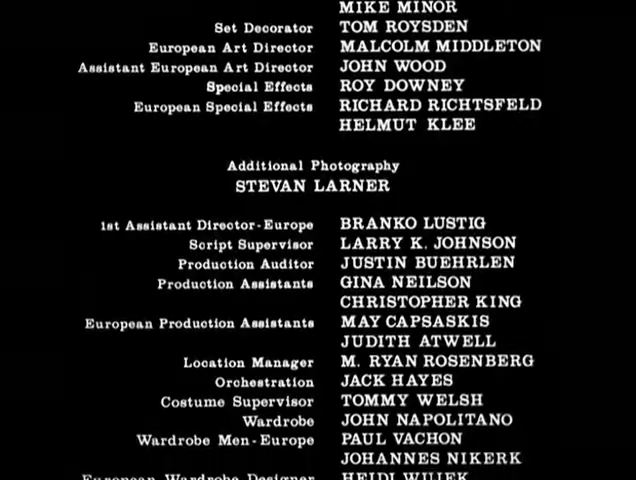 MIKE MINOR
Set Decorator TOM ROYSDEN
European Art Director MALCOLM MIDDLETON
Assistant European Art Director JOHN WOOD
Special Effects ROY DOWNEY
European Special Effects RICHARD RICHTSFELD
HELMUT KLEE
Additional Photography
STEVAN LARNER
1st Assistant Director-Europe BRANKO LUSTIG
Script Supervisor LARRY K. JOHNSON
Production Auditor JUSTIN BUEHRLEN
Production Assistants GINA NEILSON
CHRISTOPHER KING
European Production Assistants MAY CAPSASKIS
JUDITH ATWELL
Location Manager M. RYAN ROSENBERG
Orchestration JACK HAYES
Costume Supervisor TOMMY WELSH
Wardrobe JOHN NAPOLITANO
Wardrobe Men-Europe PAUL VACHON
JOHANNES NIKERK
European Wardrobe Designer HEIDI